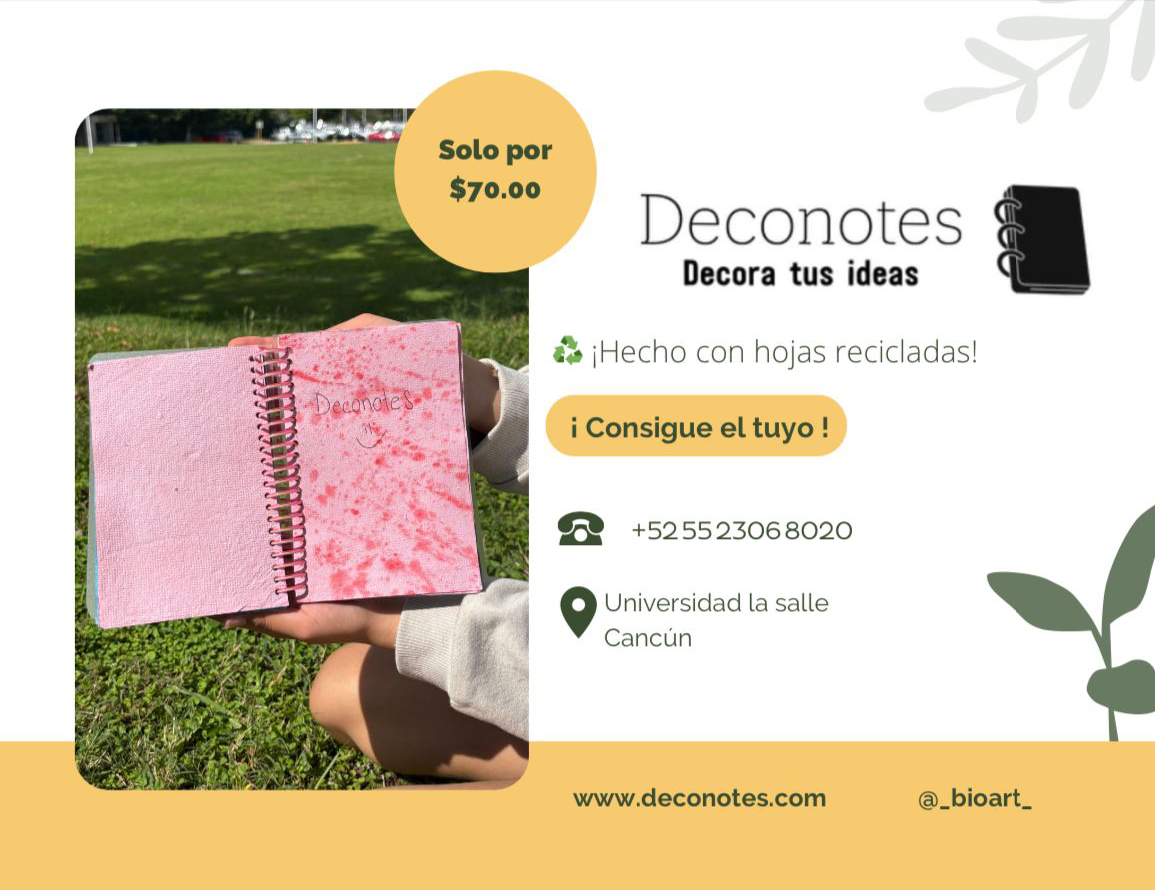 Solo por
$70.00
Deconotes
Decora tus ideas
¡Hecho con hojas recicladas!
¡ Consigue el tuyo !
Deconotes
+52 55 2306 8020
Universidad la salle
Cancún
www.deconotes.com
@_bioart_